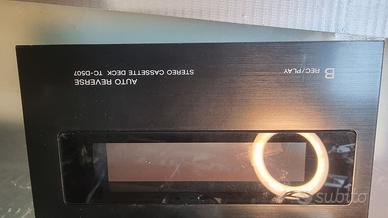 B REC/PLAY
AUTO REVERSE
STEREO CASSETTE DECK TC-D507
subito